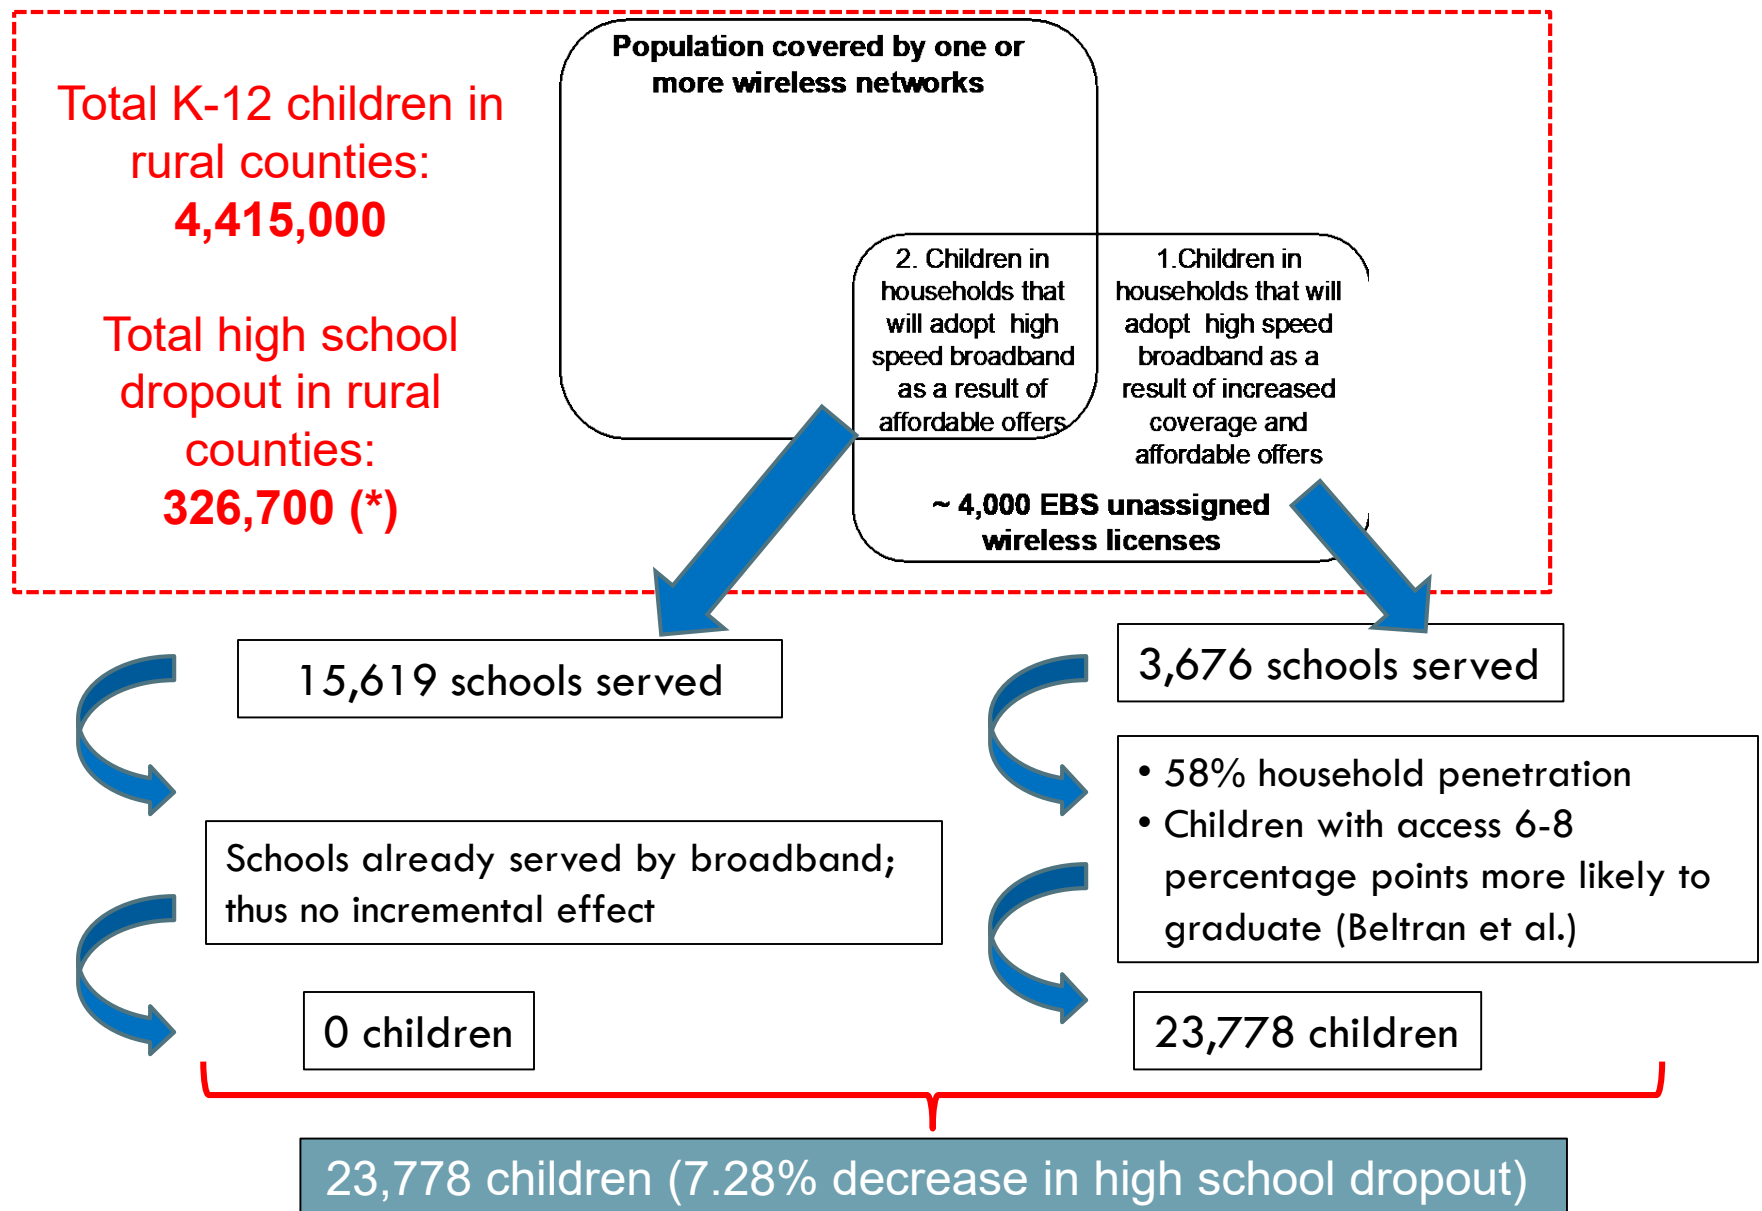 Total K-12 children in
rural counties:
4,415,000
Total high school
dropout in rural
counties:
326,700 (*)
Population covered by one or
more wireless networks
2. Children in
households that
will adopt high
speed broadband
as a result of
affordable offers
1.Children in
households that will
adopt high speed
broadband as a
result of increased
coverage and
affordable offers
~ 4,000 EBS unassigned
wireless licenses
15,619 schools served
Schools already served by broadband;
thus no incremental effect
0 children
3,676 schools served
• 58% household penetration
• Children with access 6-8
percentage points more likely to
graduate (Beltran et al.)
23,778 children
23,778 children (7.28% decrease in high school dropout)